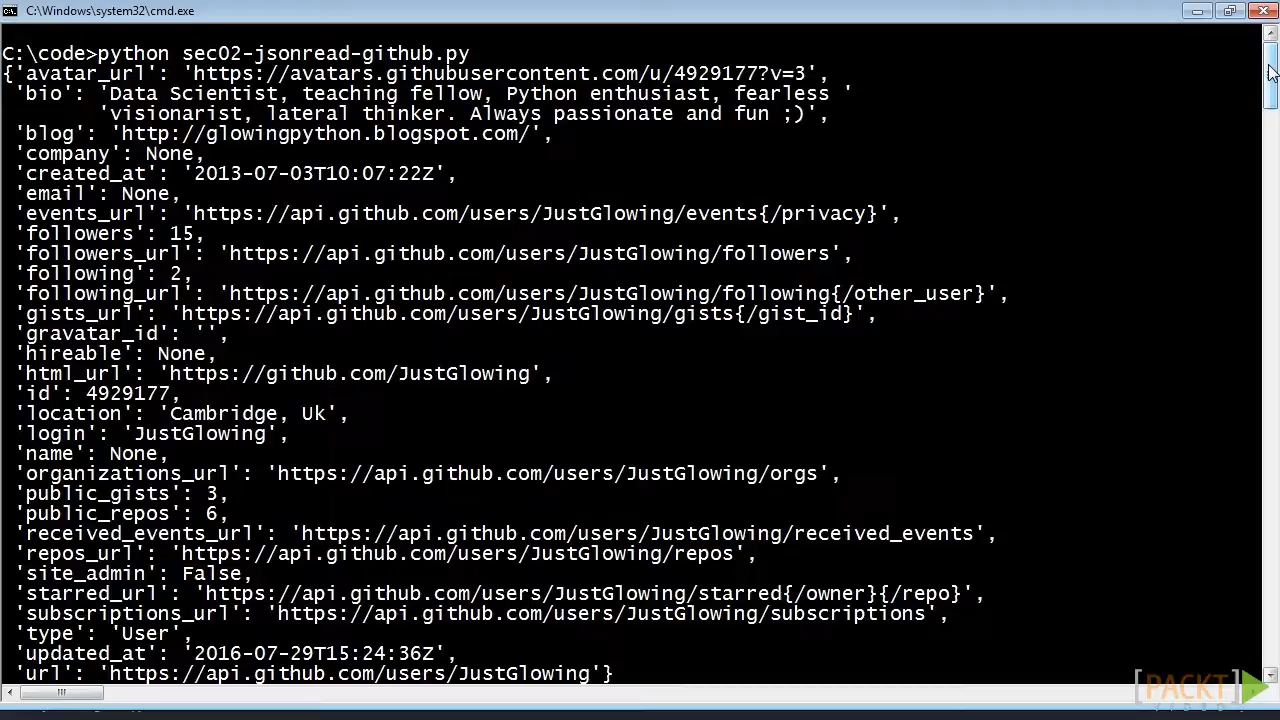 C:\Windows\system32\cmd.exe
C:\code>python sec02-jsonread-github.py
{'avatar_url': 'https://avatars.githubusercontent.com/u/4929177?v=3',
'bio': 'Data Scientist, teaching fellow, Python enthusiast, fearless '
'visionarist, lateral thinker. Always passionate and fun ;)',
'blog': 'http://glowingpython.blogspot.com/',
'company': None,
'created_at': '2013-07-03T10:07:22Z',
'email': None,
'events_url': 'https://api.github.com/users/JustGlowing/events{/privacy}',
'followers': 15,
'followers_url': 'https://api.github.com/users/JustGlowing/followers',
'following': 2,
'following_url': 'https://api.github.com/users/JustGlowing/following{/other_user}',
'gists_url': 'https://api.github.com/users/JustGlowing/gists{/gist_id}',
'gravatar_id': '',
'hireable': None,
'html_url': 'https://github.com/JustGlowing',
'id': 4929177,
'location': 'Cambridge, Uk',
'login': 'JustGlowing',
'name': None,
'organizations_url': 'https://api.github.com/users/JustGlowing/orgs',
'public_gists': 3,
'public_repos': 6,
'received_events_url': 'https://api.github.com/users/JustGlowing/received_events',
'repos_url': 'https://api.github.com/users/JustGlowing/repos',
'site_admin': False,
'starred_url': 'https://api.github.com/users/JustGlowing/starred{/owner}{/repo}',
'subscriptions_url': 'https://api.github.com/users/JustGlowing/subscriptions',
'type': 'User',
'updated_at': '2016-07-29T15:24:36Z',
'url': 'https://api.github.com/users/JustGlowing'}
[PACKT]
VIDEO